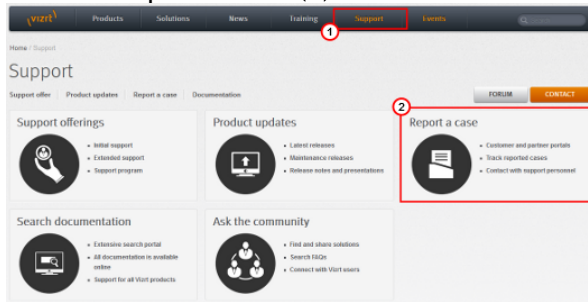 (vizrt) Products Solutions News Training Support Events
1
Home / Support
Support
Support offer Product updates Report a case Documentation FORUM CONTACT
2
Support offerings
Initial support
Extended support
Support program
Product updates
Latest releases
Maintenance releases
Release notes and presentations
Report a case
Customer and partner portals
Track reported cases
Contact with support personnel
Search documentation
Extensive search portal
All documentation is available
online
Support for all Vizrt products
Ask the community
Find and share solutions
Search FAQs
Connect with Vizrt users